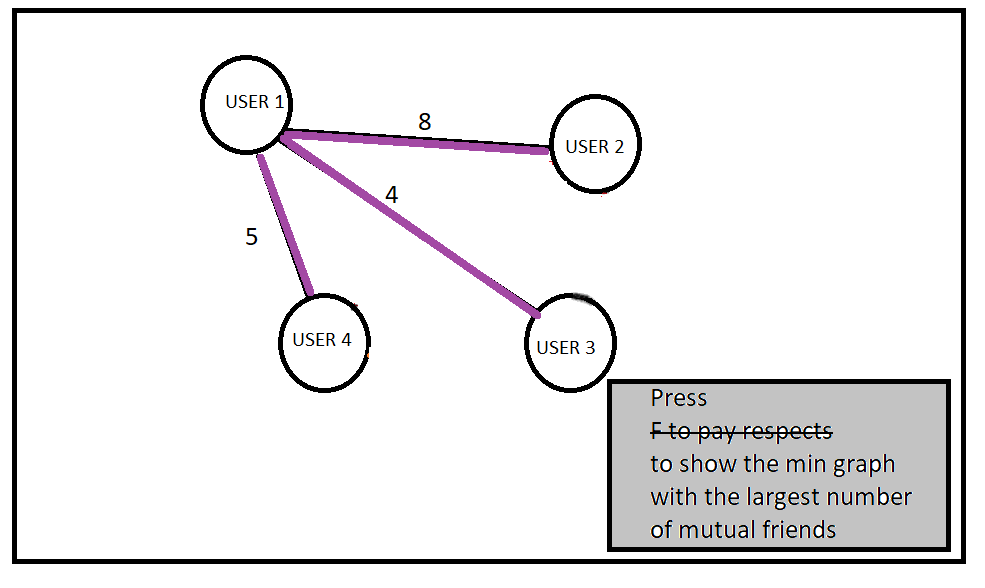 USER 1
8
USER 2
4
5
USER 4
USER 3
Press
F to pay respects
to show the min graph
with the largest number
of mutual friends